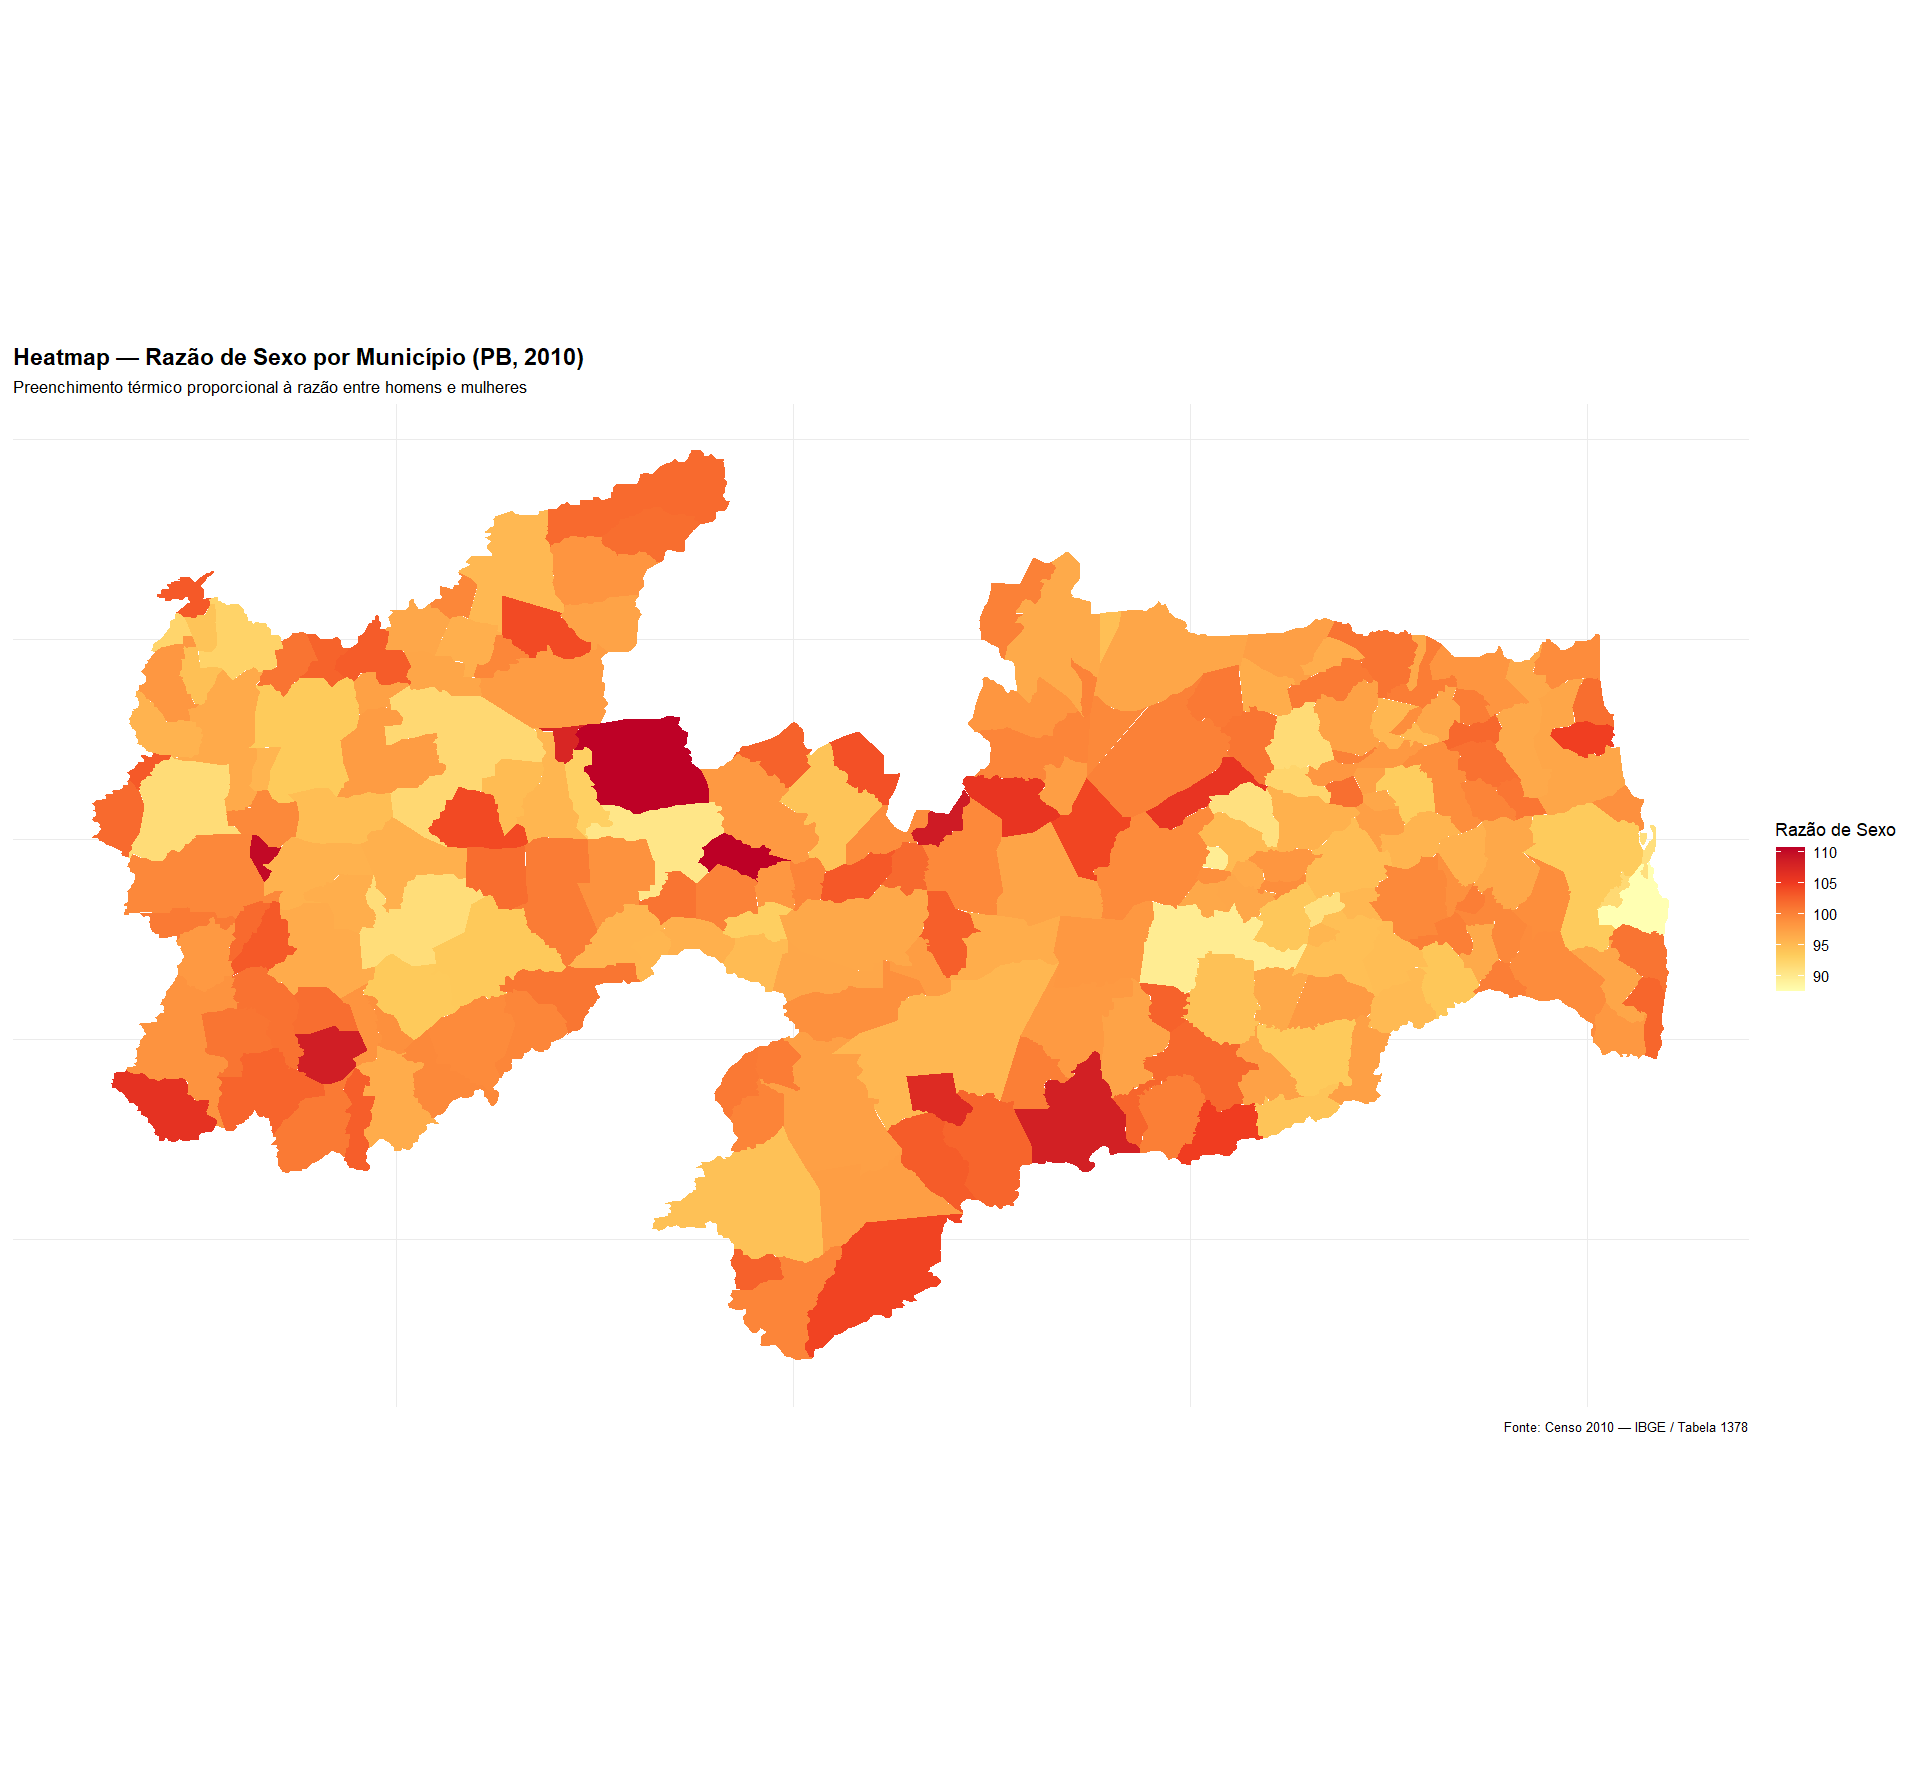 Heatmap — Razão de Sexo por Município (PB, 2010)
Preenchimento térmico proporcional à razão entre homens e mulheres
Razão de Sexo
110
105
100
95
90
Fonte: Censo 2010 — IBGE / Tabela 1378